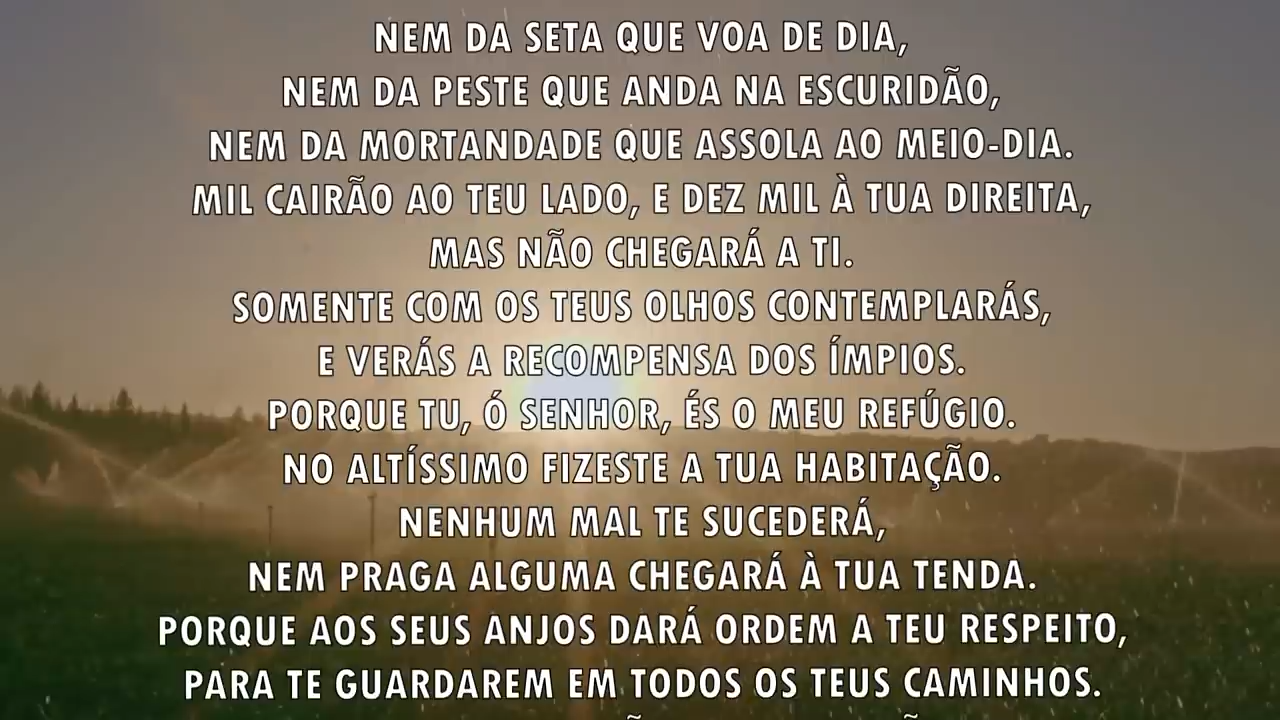 NEM DA SETA QUE VOA DE DIA,
NEM DA PESTE QUE ANDA NA ESCURIDÃO,
NEM DA MORTANDADE QUE ASSOLA AO MEIO-DIA.
MIL CAIRÃO AO TEU LADO, E DEZ MIL À TUA DIREITA,
MAS NÃO CHEGARÁ A TI.
SOMENTE COM OS TEUS OLHOS CONTEMPLARÁS,
E VERÁS A RECOMPENSA DOS ÍMPIOS.
PORQUE TU, Ó SENHOR, ÉS O MEU REFÚGIO.
NO ALTÍSSIMO FIZESTE A TUA HABITAÇÃO.
NENHUM MAL TE SUCEDERÁ,
NEM PRAGA ALGUMA CHEGARÁ À TUA TENDA.
PORQUE AOS SEUS ANJOS DARÁ ORDEM A TEU RESPEITO,
PARA TE GUARDAREM EM TODOS OS TEUS CAMINHOS.